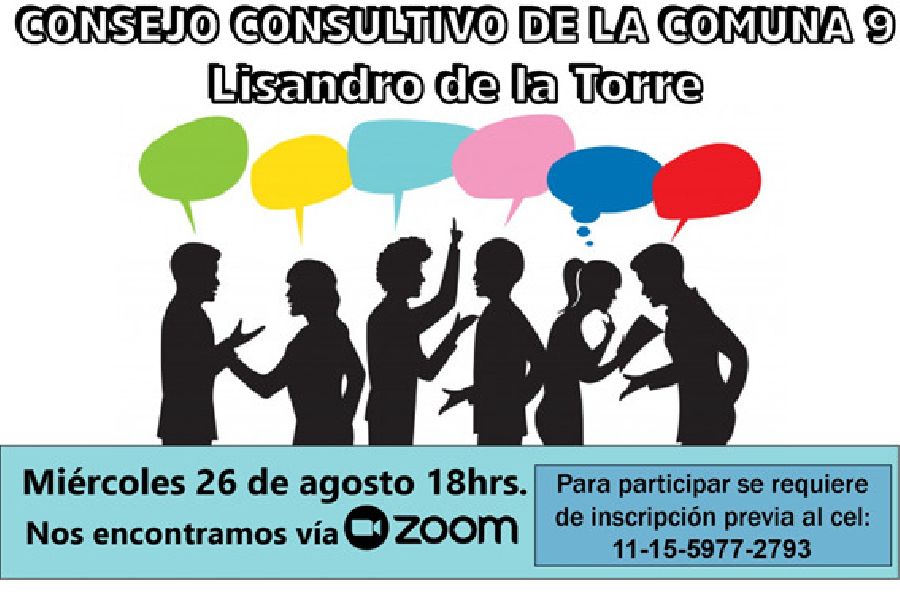 CONSEJO CONSULTIVO DE LA COMUNA 9
Lisandro de la Torre
Miércoles 26 de agosto 18hrs.
Nos encontramos vía zoom
Para participar se requiere
de inscripción previa al cel:
11-15-5977-2793